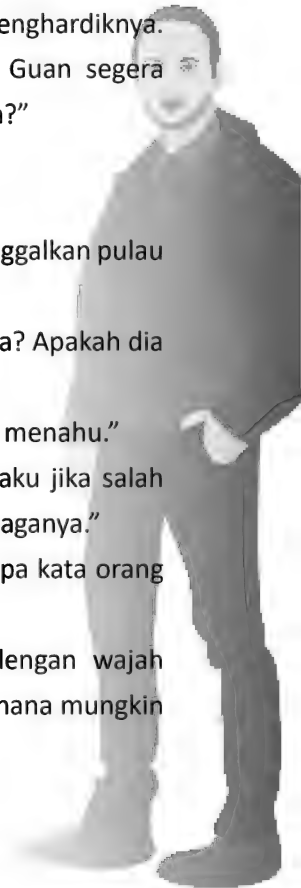 enghardiknya.
Guan segera
?”
ggalkan pulau
a? Apakah dia
menahu.”
aku jika salah
aganya.”
pa kata orang
dengan wajah
mana mungkin